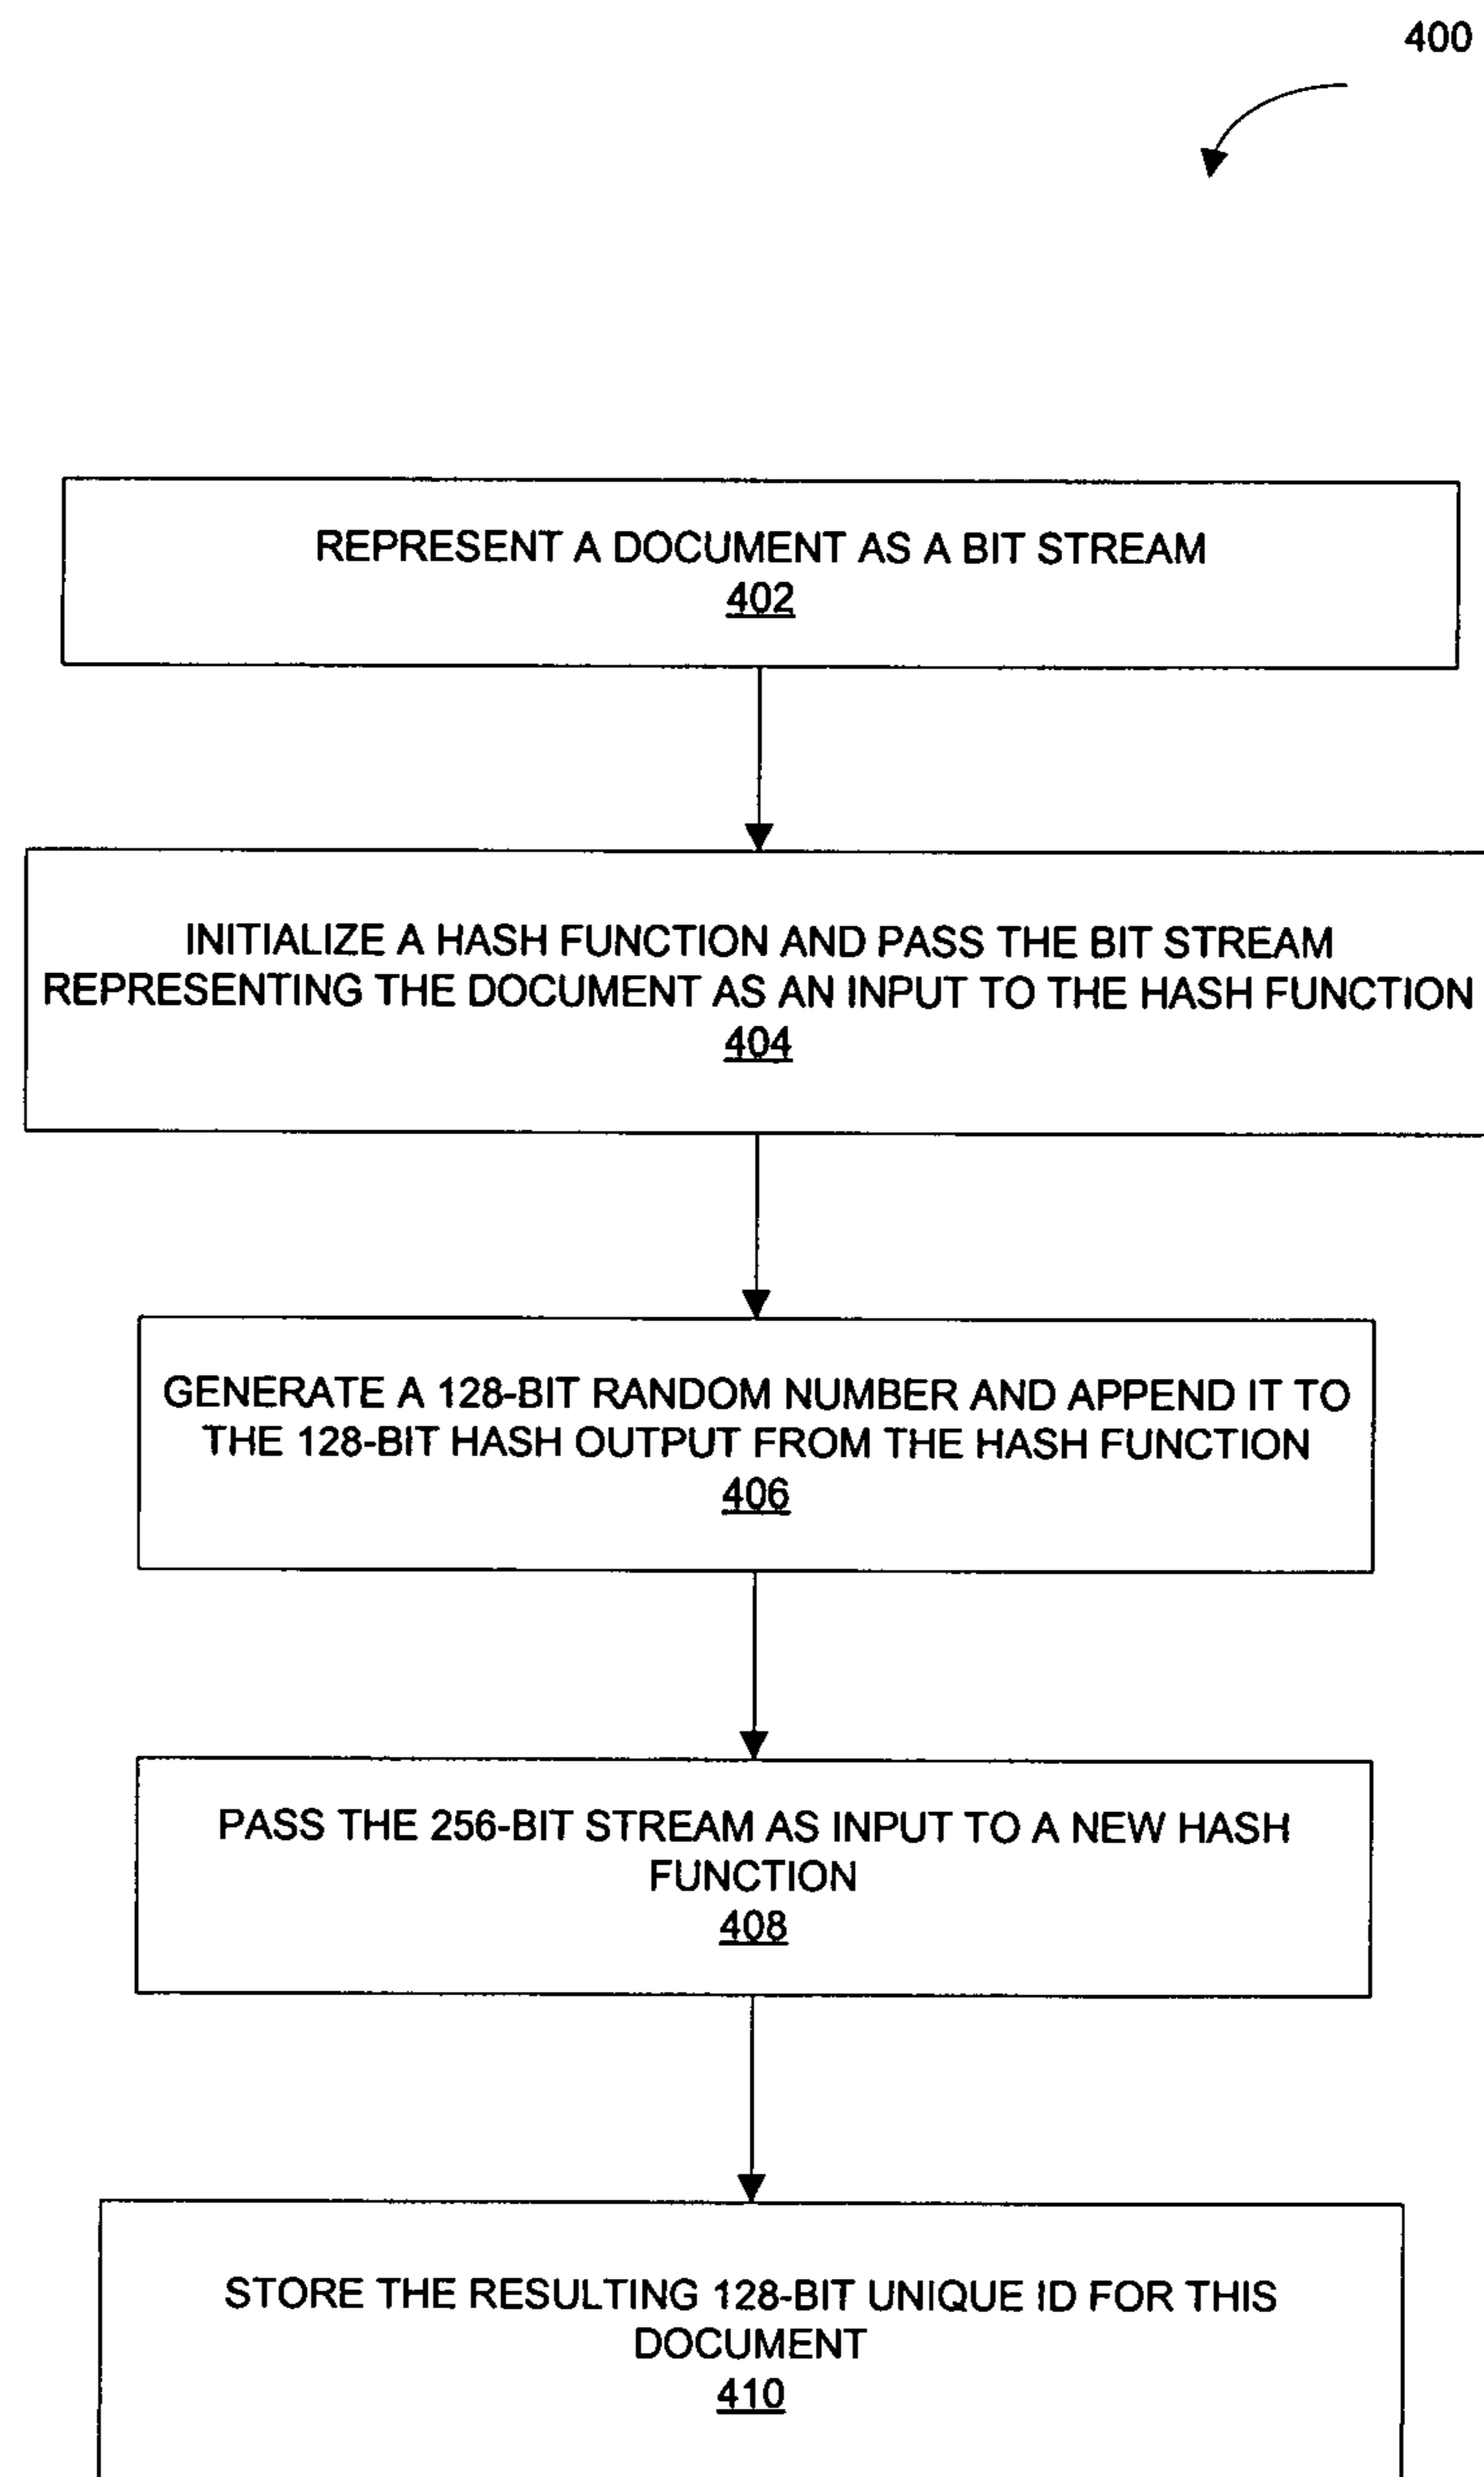 400
REPRESENT A DOCUMENT AS A BIT STREAM
402
INITIALIZE A HASH FUNCTION AND PASS THE BIT STREAM
REPRESENTING THE DOCUMENT AS AN INPUT TO THE HASH FUNCTION
404
GENERATE A 128-BIT RANDOM NUMBER AND APPEND IT TO
THE 128-BIT HASH OUTPUT FROM THE HASH FUNCTION
406
PASS THE 256-BIT STREAM AS INPUT TO A NEW HASH
FUNCTION
408
STORE THE RESULTING 128-BIT UNIQUE ID FOR THIS
DOCUMENT
410